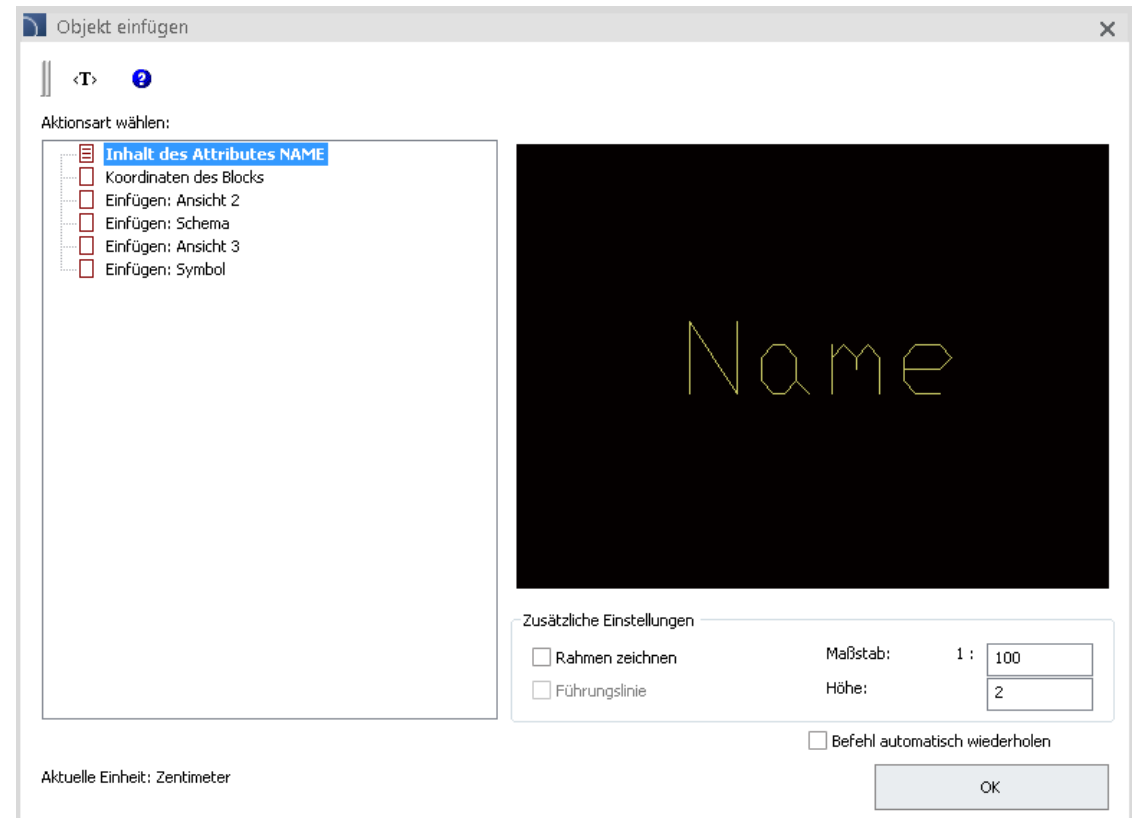 Objekt einfügen
<T>
?
Aktionsart wählen:
Inhalt des Attributes NAME
Koordinaten des Blocks
Einfügen: Ansicht 2
Einfügen: Schema
Einfügen: Ansicht 3
Einfügen: Symbol
Name
Zusätzliche Einstellungen
Rahmen zeichnen
Maßstab: 1 : 100
Führungslinie
Höhe: 2
Befehl automatisch wiederholen
Aktuelle Einheit: Zentimeter
OK